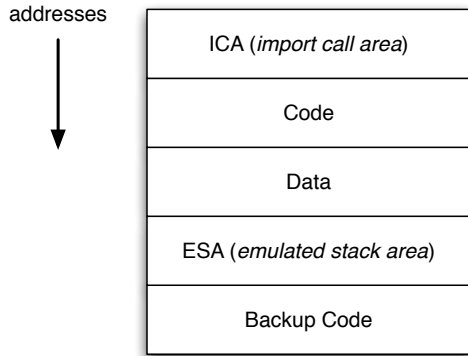 addresses
ICA (import call area)
Code
Data
ESA (emulated stack area)
Backup Code